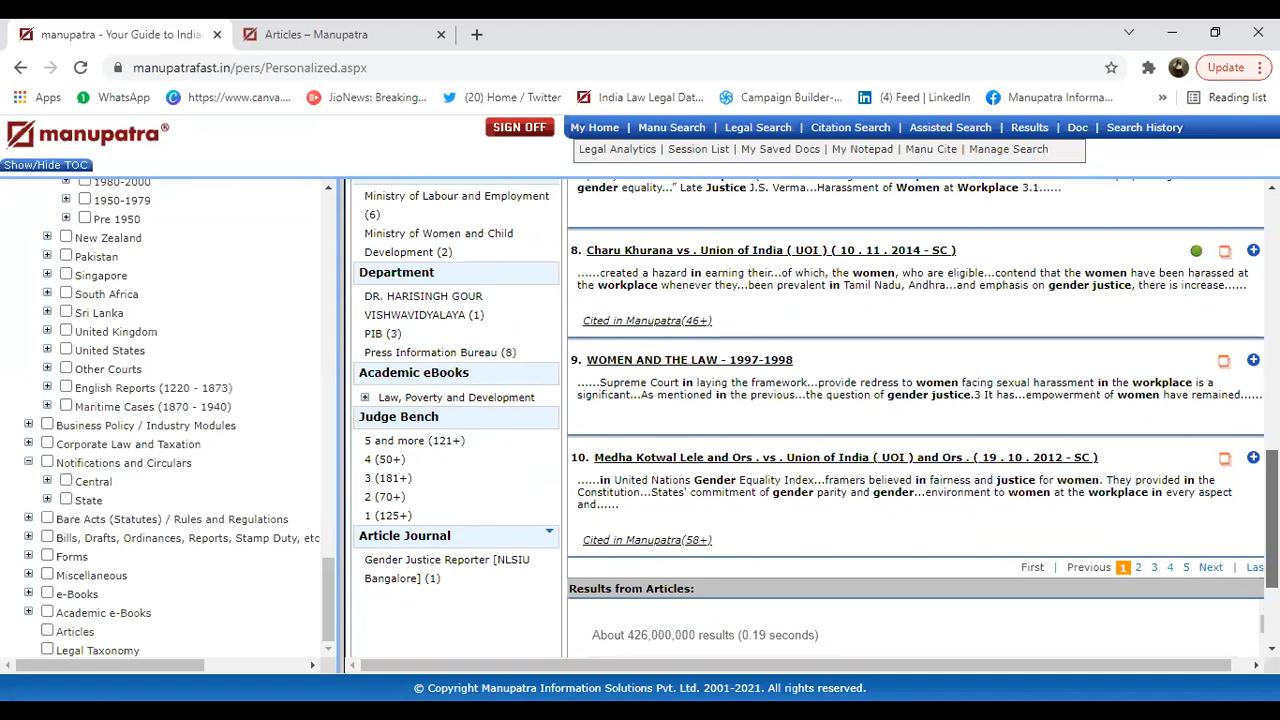 manupatra - Your Guide to India
Articles – Manupatra
manupatrafast.in/pers/Personalized.aspx
Update
Apps
WhatsApp
https://www.canva....
JioNews: Breaking...
(20) Home / Twitter
India Law Legal Dat...
Campaign Builder-...
(4) Feed | LinkedIn
Manupatra Informa...
»
Reading list
manupatra®
SIGN OFF
My Home | Manu Search | Legal Search | Citation Search | Assisted Search | Results | Doc | Search History
Legal Analytics | Session List | My Saved Docs | My Notepad | Manu Cite | Manage Search
Show/Hide TOC
1980-2000
1950-1979
Pre 1950
New Zealand
Pakistan
Singapore
South Africa
Sri Lanka
United Kingdom
United States
Other Courts
English Reports (1220 - 1873)
Maritime Cases (1870 - 1940)
Business Policy / Industry Modules
Corporate Law and Taxation
Notifications and Circulars
Central
State
Bare Acts (Statutes) / Rules and Regulations
Bills, Drafts, Ordinances, Reports, Stamp Duty, etc
Forms
Miscellaneous
e-Books
Academic e-Books
Articles
Legal Taxonomy
Ministry of Labour and Employment
(6)
Ministry of Women and Child
Development (2)
Department
DR. HARISINGH GOUR
VISHWAVIDYALAYA (1)
PIB (3)
Press Information Bureau (8)
Academic eBooks
Law, Poverty and Development
Judge Bench
5 and more (121+)
4 (50+)
3 (181+)
2 (70+)
1 (125+)
Article Journal
Gender Justice Reporter [NLSIU
Bangalore] (1)
gender equality..." Late Justice J.S. Verma...Harassment of Women at Workplace 3.1......
8. Charu Khurana vs . Union of India ( UOI ) ( 10 . 11 . 2014 - SC )
......created a hazard in earning their...of which, the women, who are eligible...contend that the women have been harassed at the
workplace whenever they...been prevalent in Tamil Nadu, Andhra...and emphasis on gender justice, there is increase......
Cited in Manupatra(46+)
9. WOMEN AND THE LAW - 1997-1998
......Supreme Court in laying the framework...provide redress to women facing sexual harassment in the workplace is a
significant...As mentioned in the previous...the question of gender justice.3 It has...empowerment of women have remained......
10. Medha Kotwal Lele and Ors . vs . Union of India ( UOI ) and Ors . ( 19 . 10 . 2012 - SC )
......in United Nations Gender Equality Index...framers believed in fairness and justice for women. They provided in the
Constitution...States' commitment of gender parity and gender...environment to women at the workplace in every aspect
and......
Cited in Manupatra(58+)
First | Previous 1 2 3 4 5 Next | Las
Results from Articles:
About 426,000,000 results (0.19 seconds)
© Copyright Manupatra Information Solutions Pvt. Ltd. 2001-2021. All rights reserved.